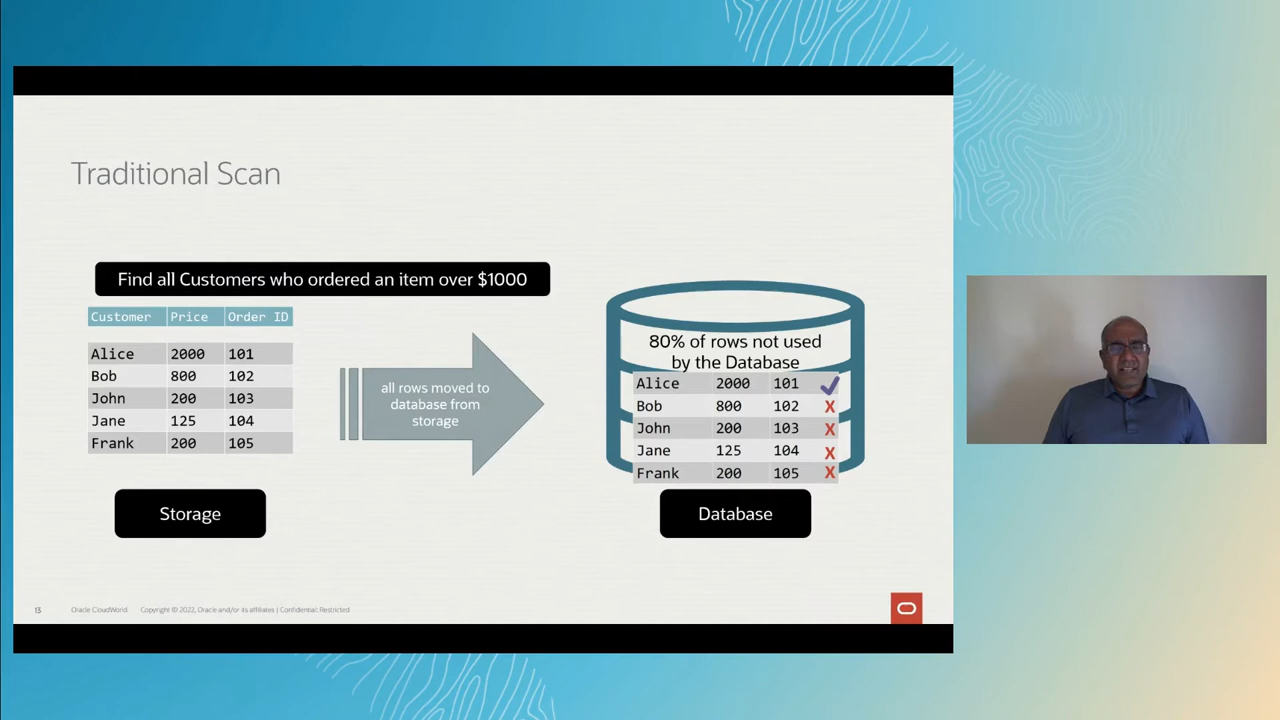 Traditional Scan
Find all Customers who ordered an item over $1000
Customer Price Order ID
Alice 2000 101
Bob 800 102
John 200 103
Jane 125 104
Frank 200 105
all rows moved to
database from
storage
80% of rows not used
by the Database
Alice 2000 101
Bob 800 102 X
John 200 103 X
Jane 125 104 X
Frank 200 105 X
Storage
Database
13 Oracle CloudWorld Copyright © 2022, Oracle and/or its affiliates | Confidential: Restricted